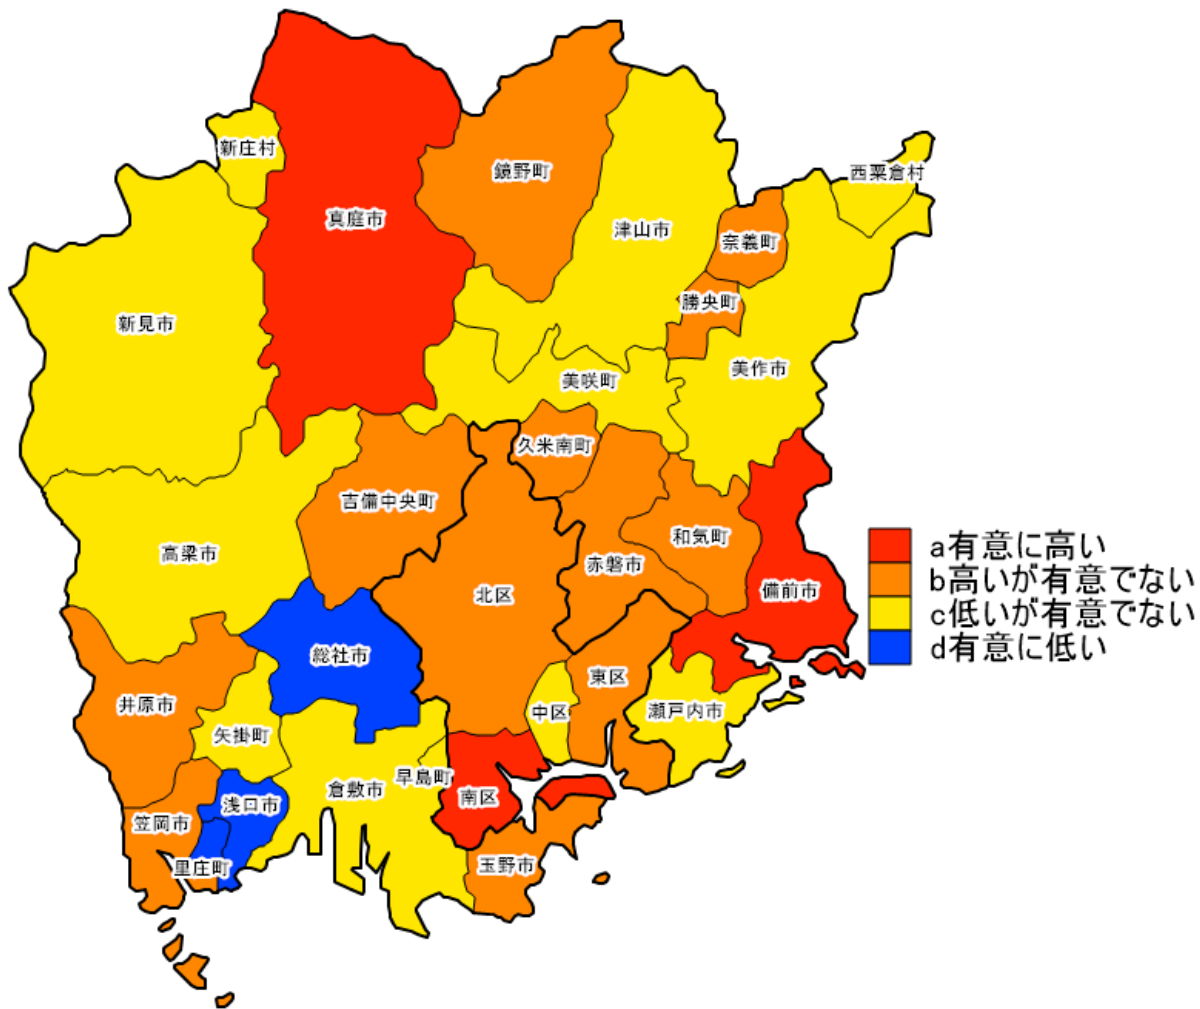 新庄村
鏡野町
西粟倉村
真庭市
津山市
奈義町
勝央町
新見市
美作市
美咲町
久米南町
吉備中央町
和気町
高梁市
赤磐市
備前市
北区
総社市
東区
井原市
中区
瀬戸内市
矢掛町
早島町
倉敷市
南区
浅口市
笠岡市
里庄町
玉野市
a有意に高い
b高いが有意でない
c低いが有意でない
d有意に低い